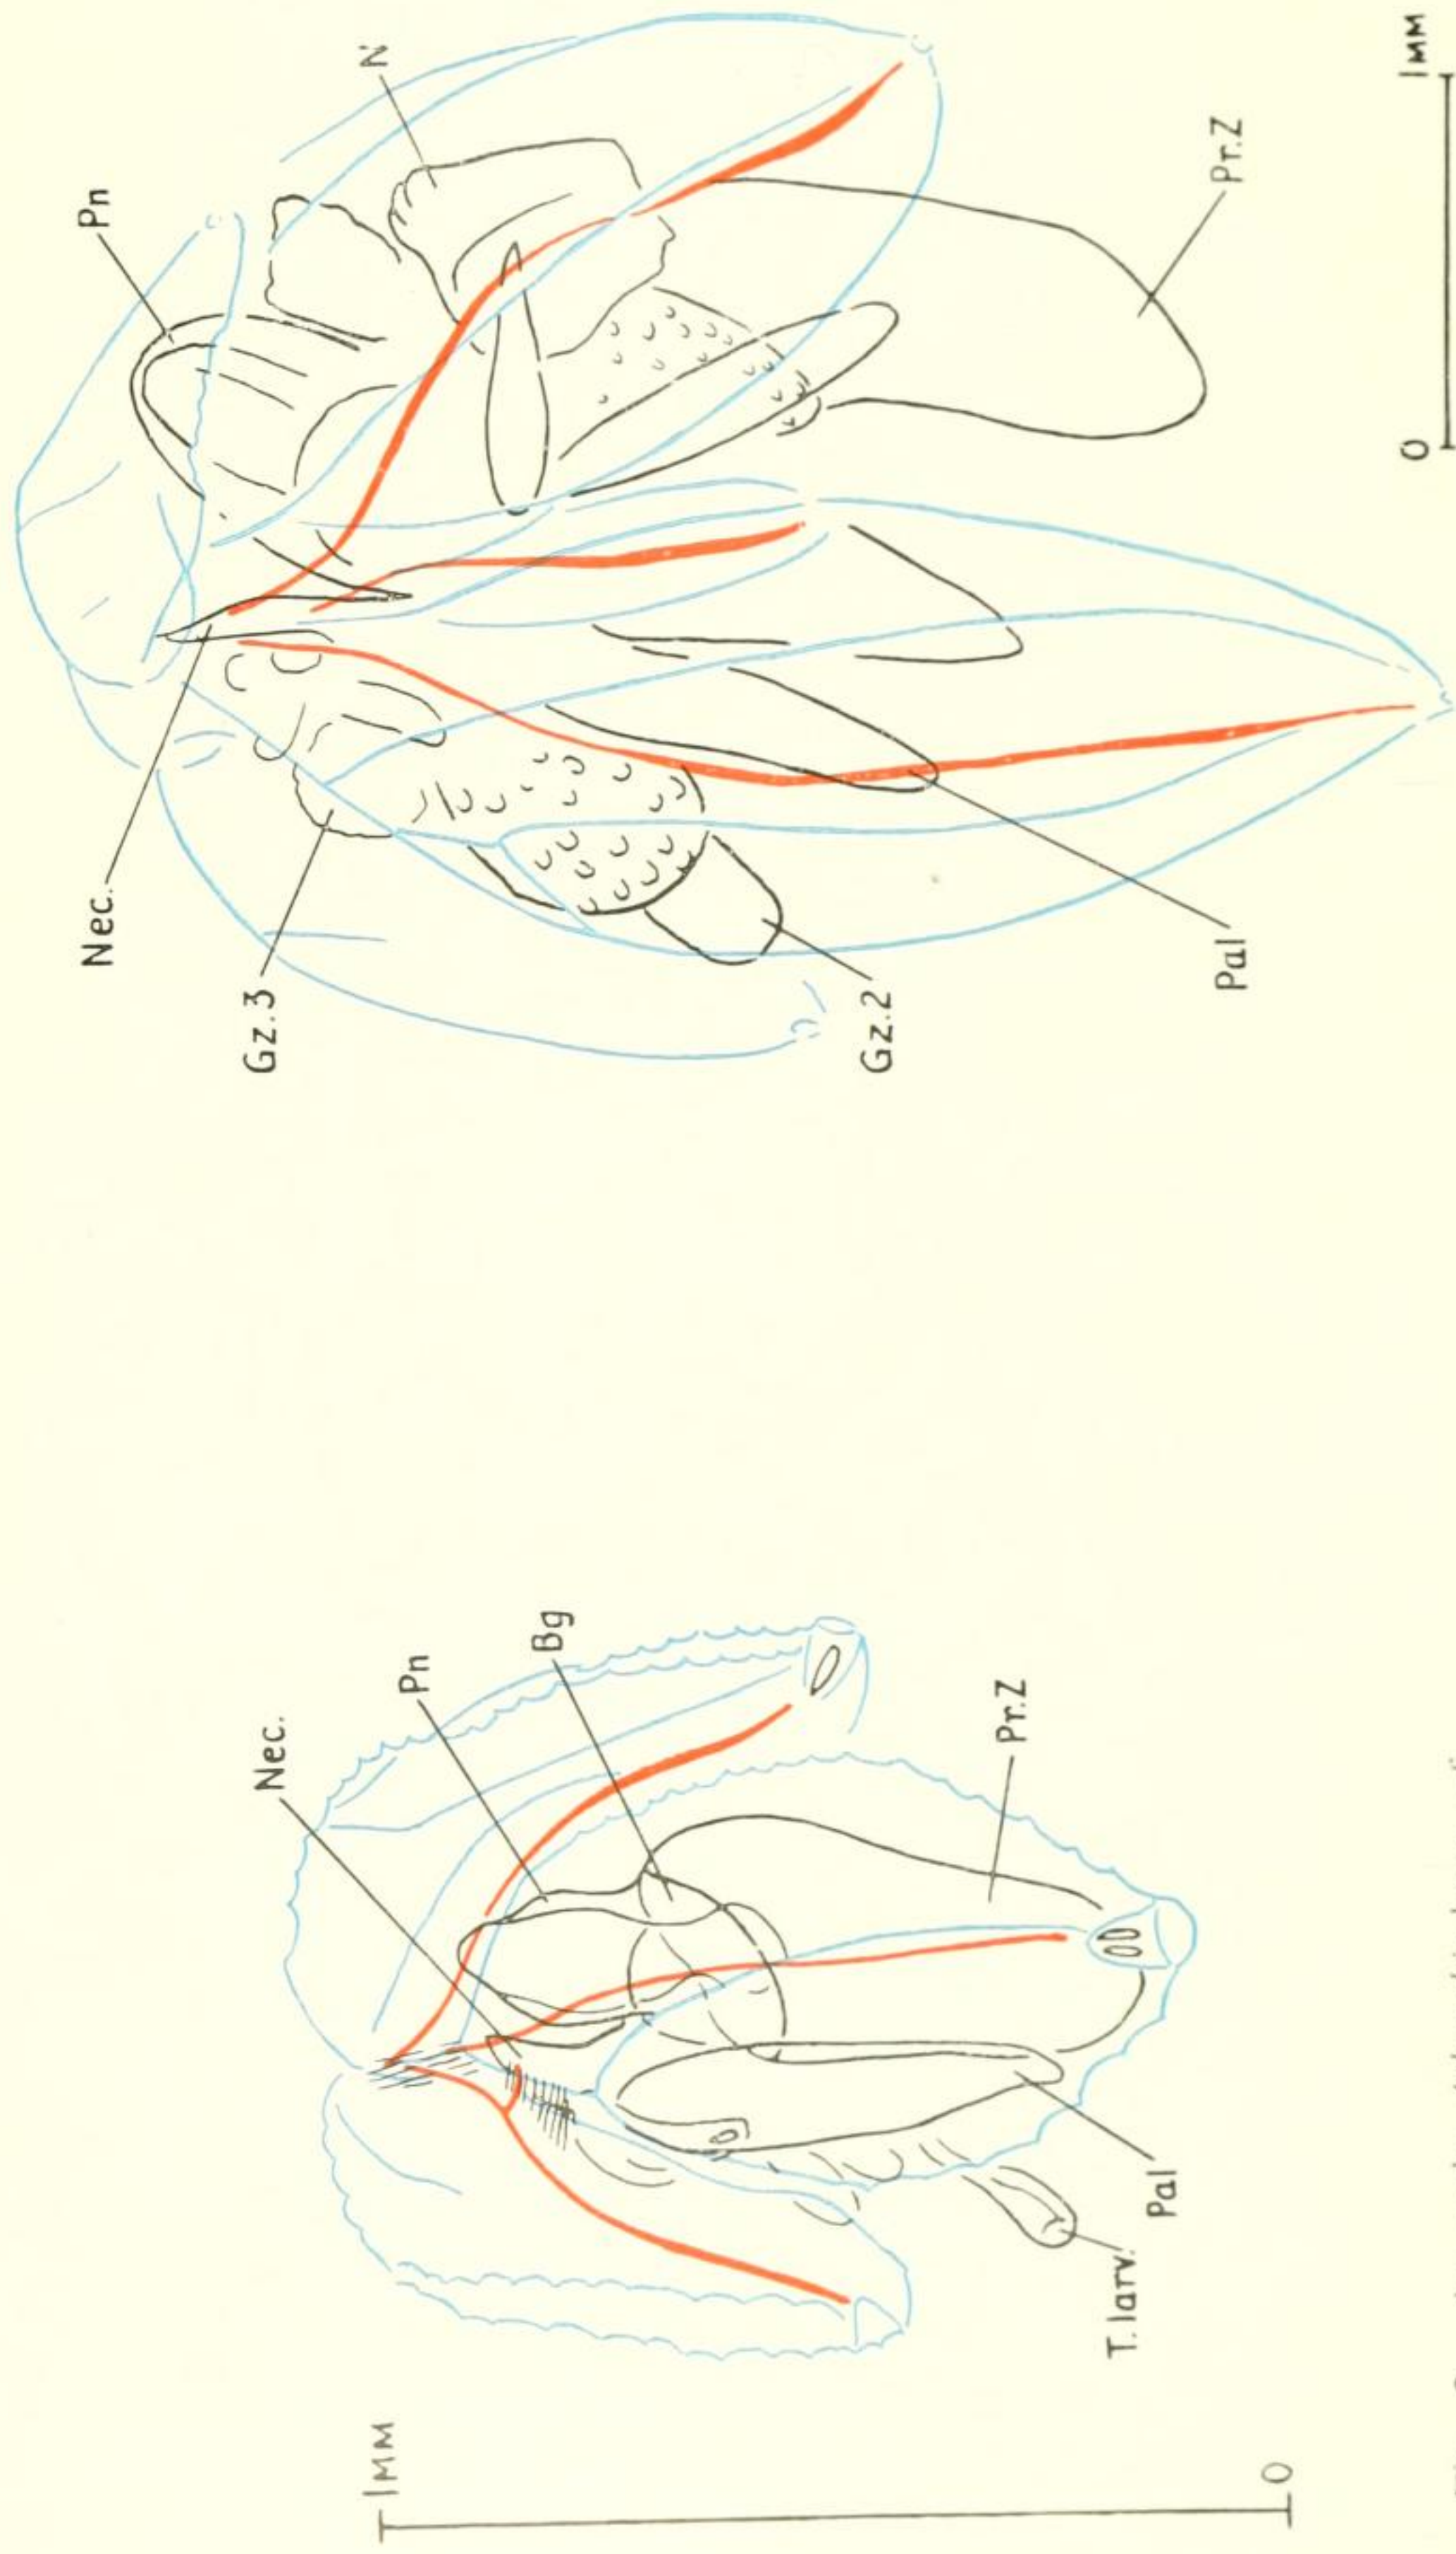 Nec.
Pn
Bg
Pr.Z
Pal
T. larv.
1MM
0
Pn
N
Nec.
Gz.3
Gz.2
Pal
Pr.Z
0
1MM